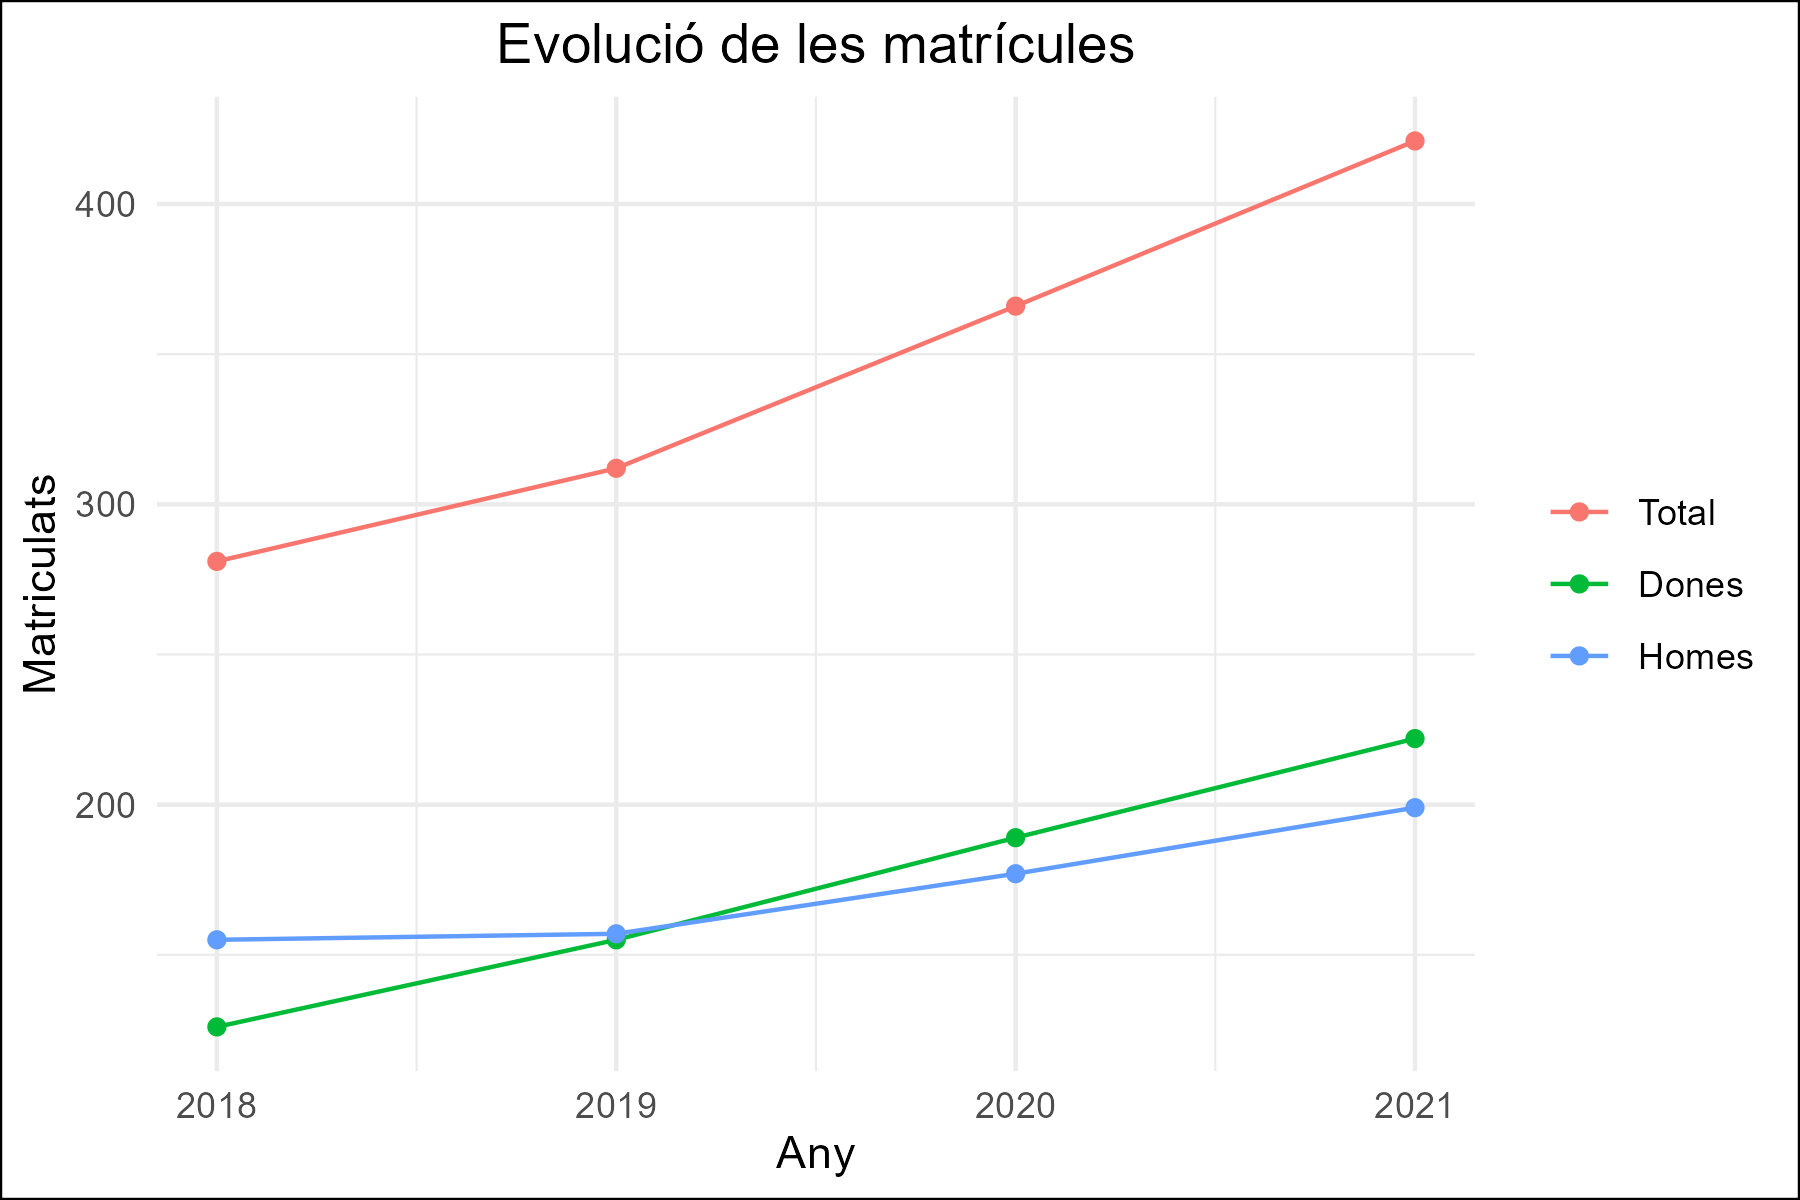 Evolució de les matrícules
Matriculats
400
300
200
2018
2019
2020
2021
Any
Total
Dones
Homes